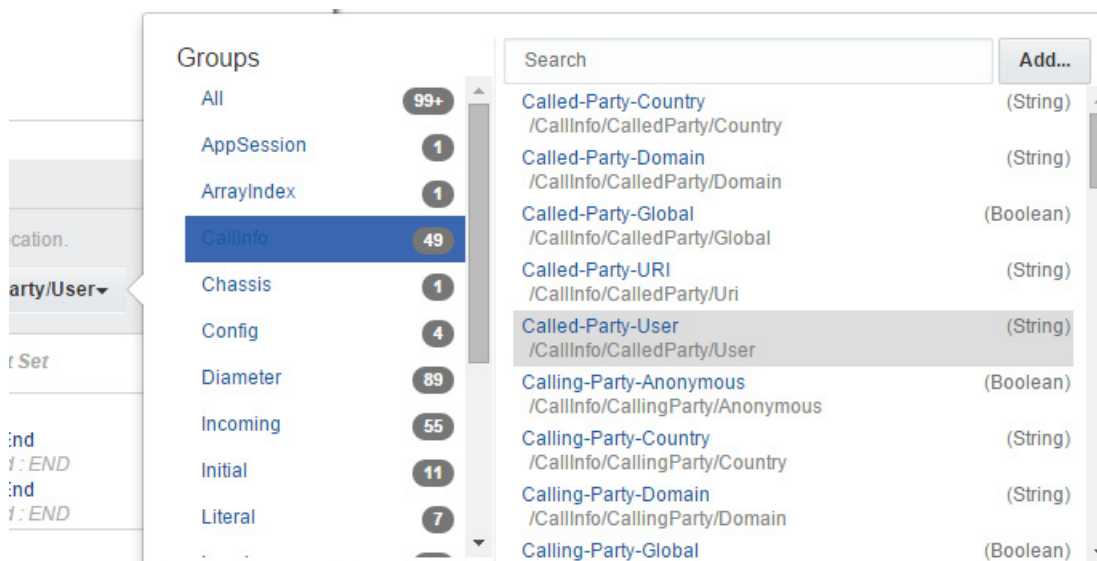 Groups
All 99+
AppSession 1
ArrayIndex 1
CallInfo 49
Chassis 1
Config 4
Diameter 89
Incoming 55
Initial 11
Literal 7
Search Add...
Called-Party-Country (String)
/CallInfo/CalledParty/Country
Called-Party-Domain (String)
/CallInfo/CalledParty/Domain
Called-Party-Global (Boolean)
/CallInfo/CalledParty/Global
Called-Party-URI (String)
/CallInfo/CalledParty/Uri
Called-Party-User (String)
/CallInfo/CalledParty/User
Calling-Party-Anonymous (Boolean)
/CallInfo/CallingParty/Anonymous
Calling-Party-Country (String)
/CallInfo/CallingParty/Country
Calling-Party-Domain (String)
/CallInfo/CallingParty/Domain
Calling-Party-Global (Boolean)
cation.
arty/User
t Set
End
d : END
End
d : END